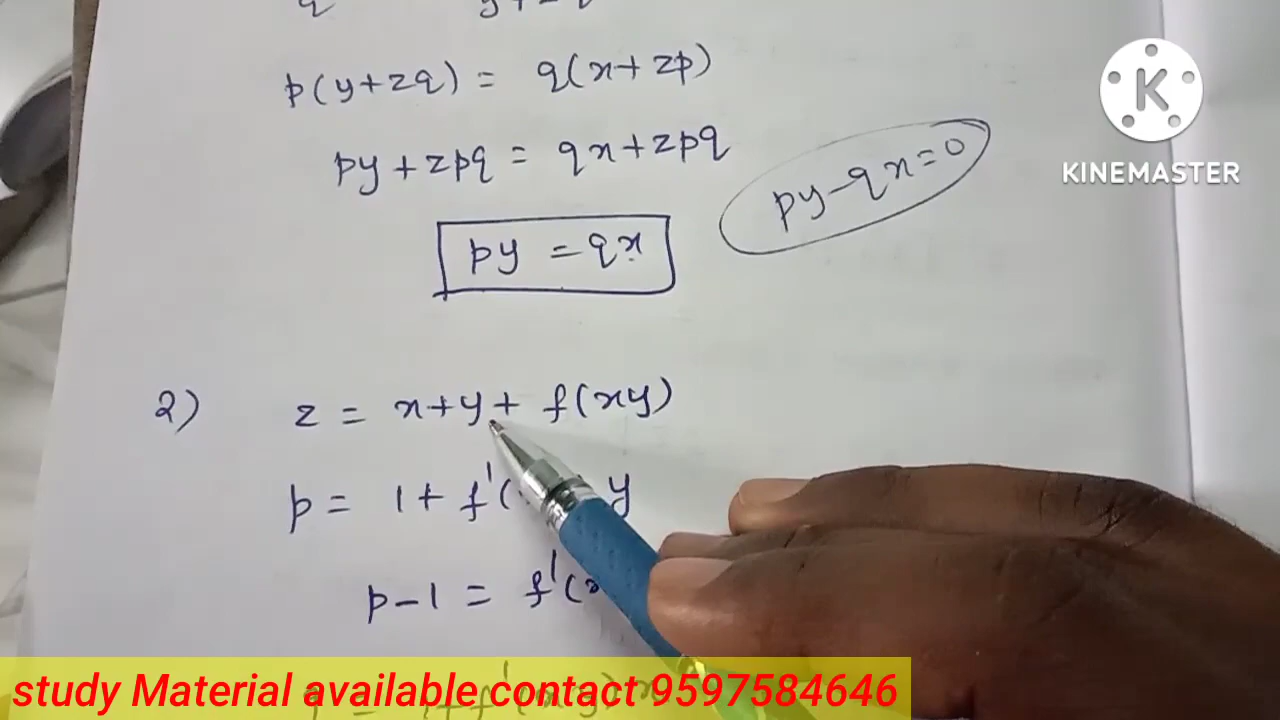 p(y+zq) = q(x+zp)
py + zpq = qx + zpq
py = qx
py - qx = 0
2) z = x+y+ f(xy)
p = 1 + f'( y
p-1 = f'(x
study Material available contact 9597584646
K
KINEMASTER